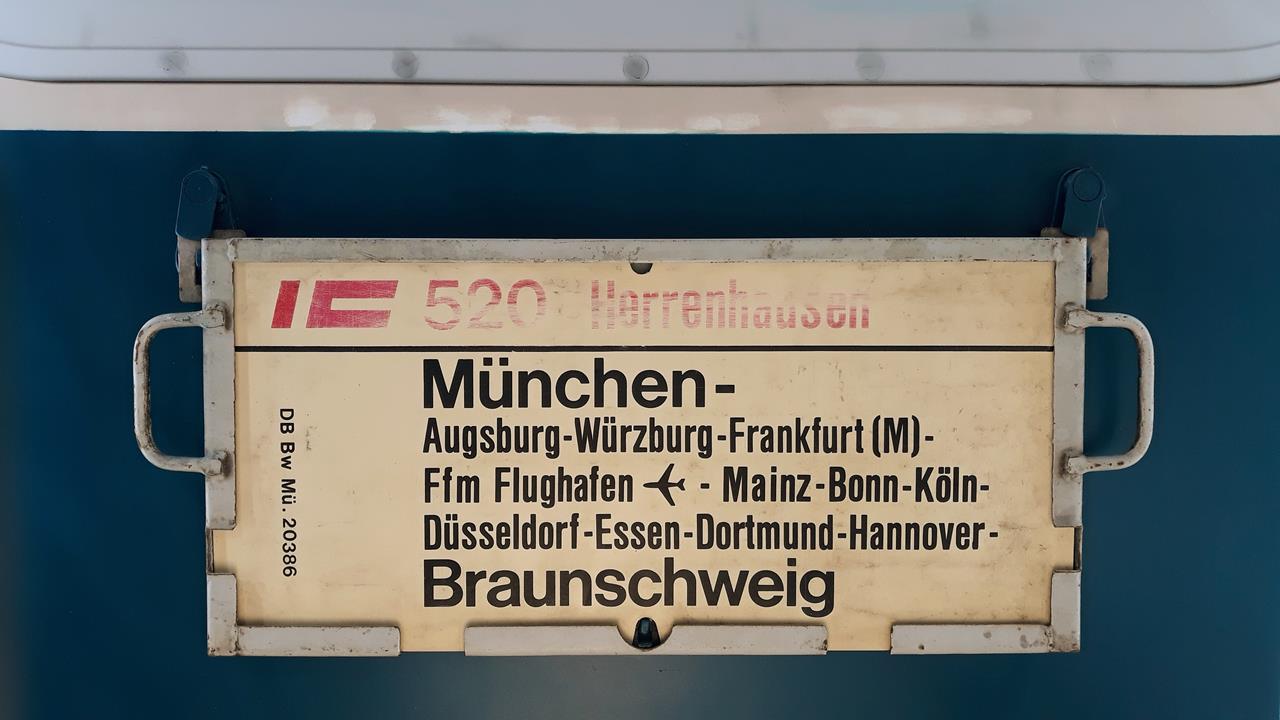 IC 520 Herrenhausen
München-
Augsburg-Würzburg-Frankfurt (M)-
Ffm Flughafen ✈ - Mainz-Bonn-Köln-
Düsseldorf-Essen-Dortmund-Hannover-
Braunschweig
DB Bw Mü. 20386